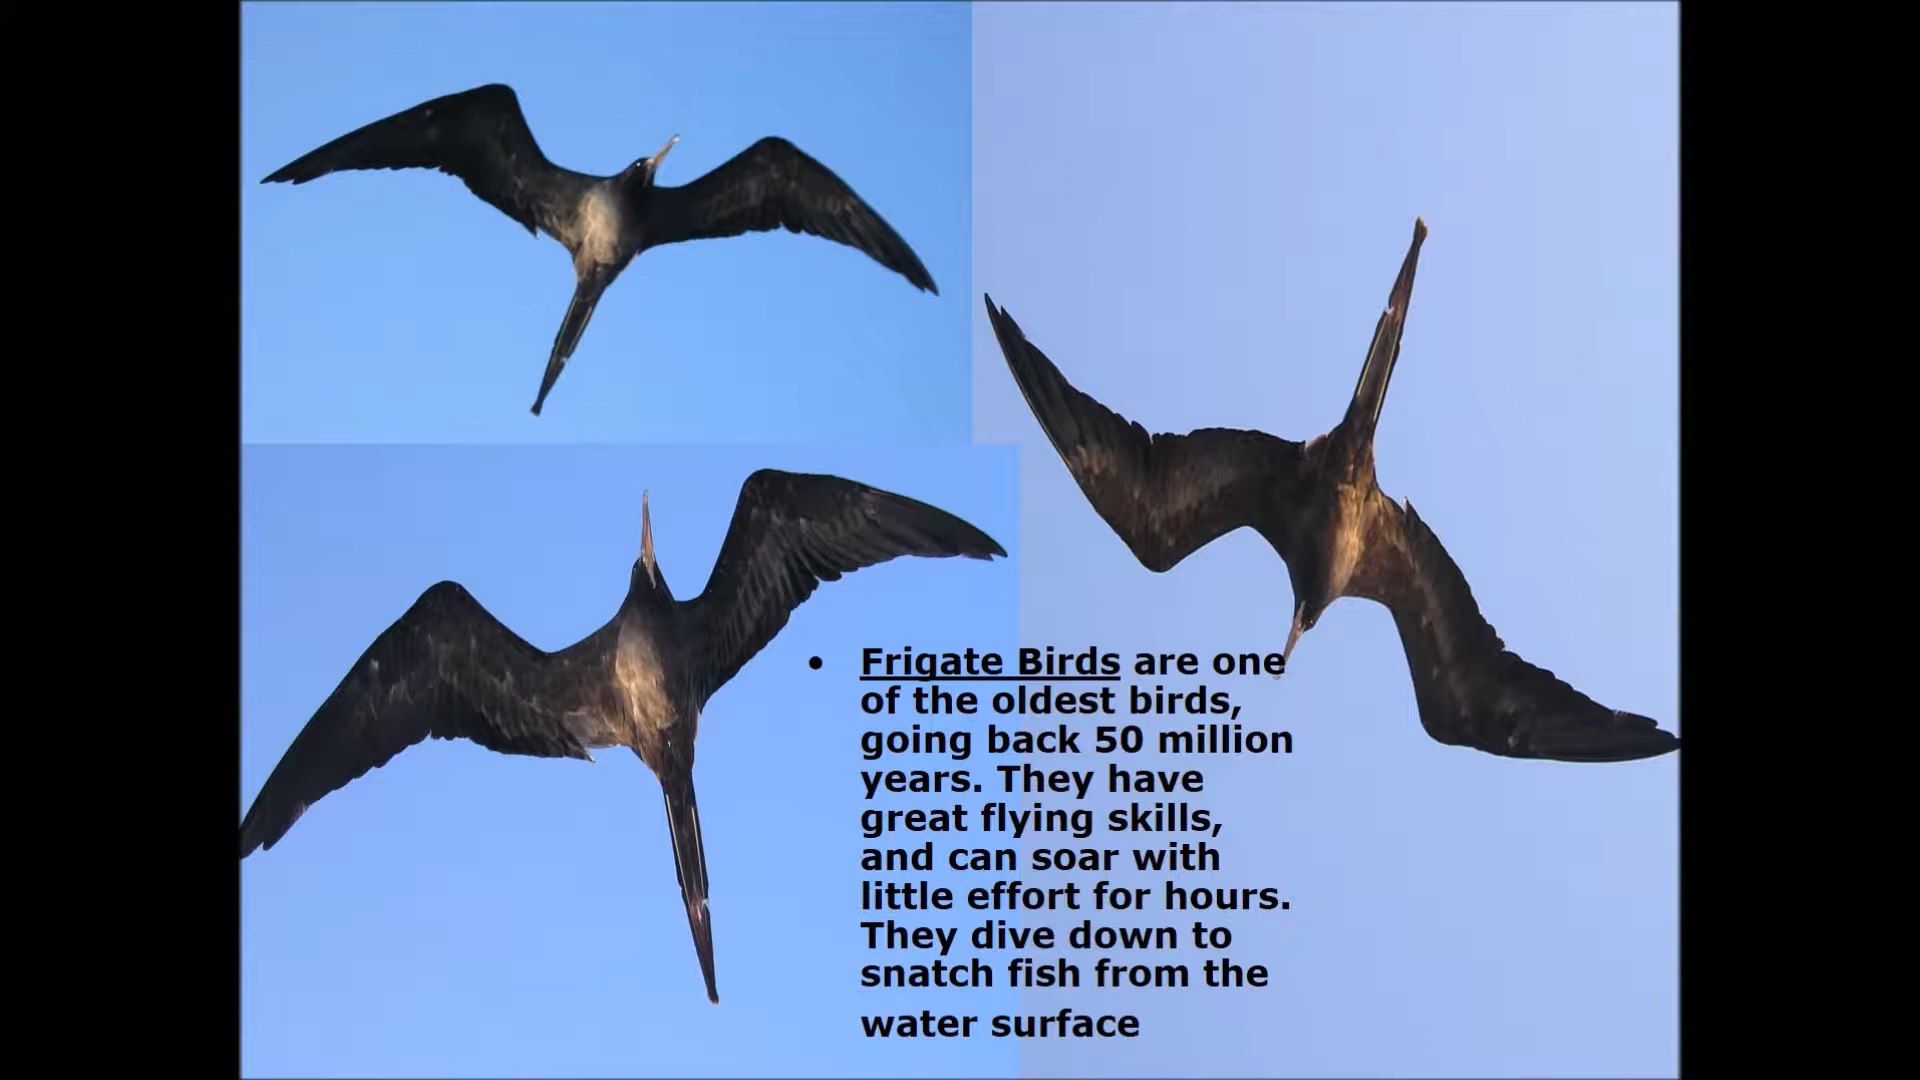 • Frigate Birds are one
of the oldest birds,
going back 50 million
years. They have
great flying skills,
and can soar with
little effort for hours.
They dive down to
snatch fish from the
water surface